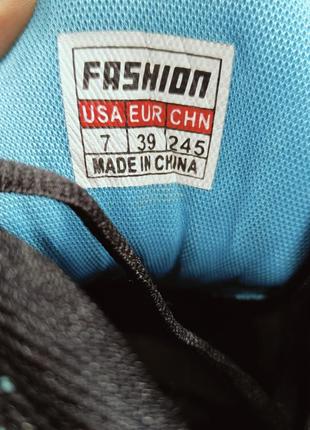 FASHION
USA EUR CHN
7 39 245
MADE IN CHINA